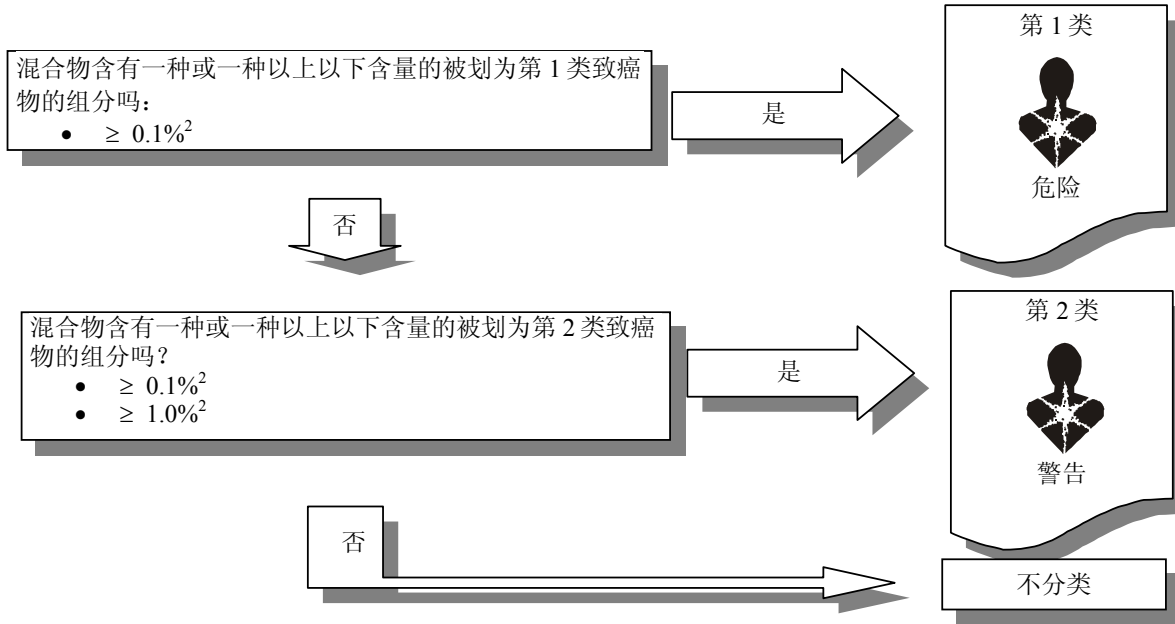 混合物含有一种或一种以上以下含量的被划为第 1 类致癌
物的组分吗：
• ≥ 0.1%²
是
第 1 类
危险
否
混合物含有一种或一种以上以下含量的被划为第 2 类致癌
物的组分吗？
• ≥ 0.1%²
• ≥ 1.0%²
是
第 2 类
警告
否
不分类